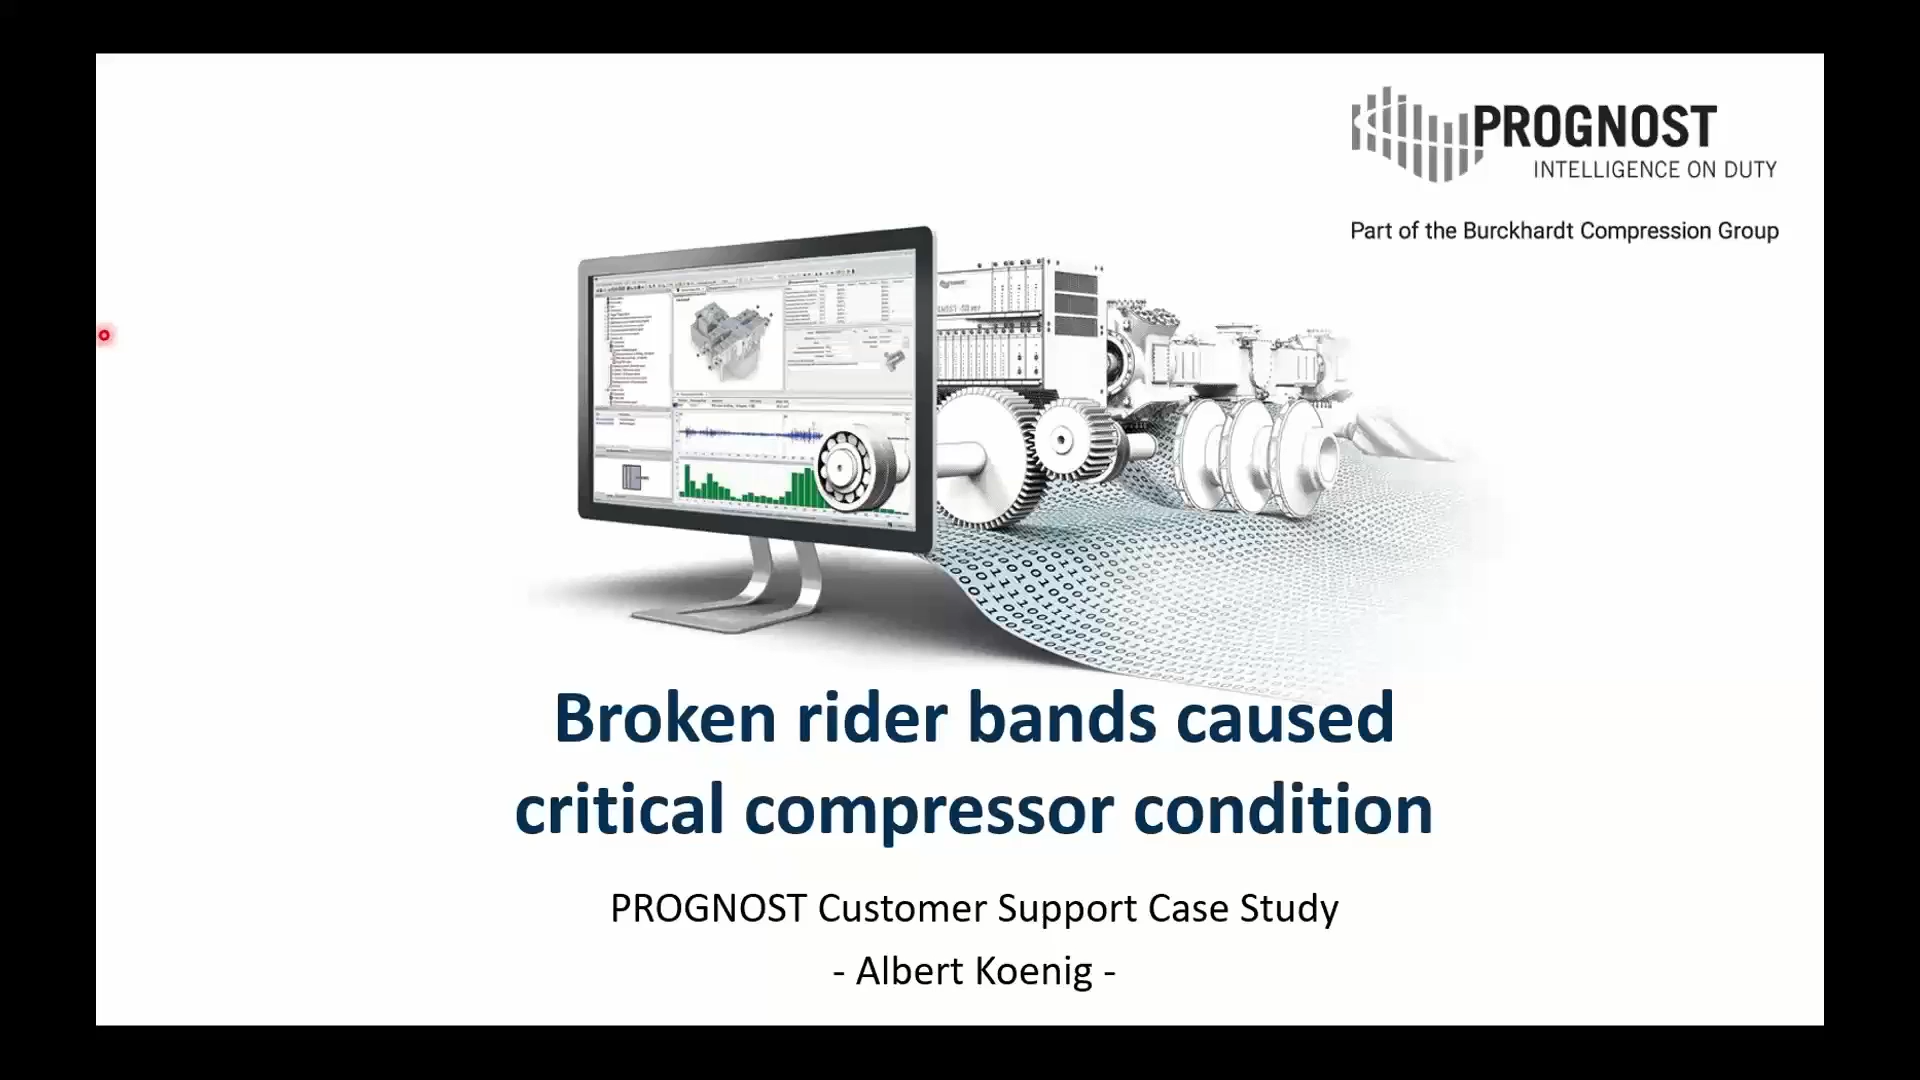 PROGNOST
INTELLIGENCE ON DUTY
Part of the Burckhardt Compression Group
Broken rider bands caused
critical compressor condition
PROGNOST Customer Support Case Study
- Albert Koenig -